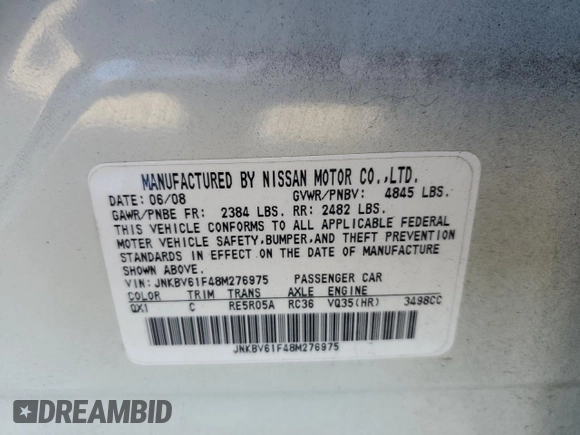 MANUFACTURED BY NISSAN MOTOR CO.,LTD.
DATE: 06/08 GVWR/PNBV: 4845 LBS.
GAWR/PNBE FR: 2384 LBS. RR: 2482 LBS.
THIS VEHICLE CONFORMS TO ALL APPLICABLE FEDERAL
MOTOR VEHICLE SAFETY,BUMPER,AND THEFT PREVENTION
STANDARDS IN EFFECT ON THE DATE OF MANUFACTURE
SHOWN ABOVE.
VIN: JNKBV61F48M276975 PASSENGER CAR
COLOR TRIM TRANS AXLE ENGINE
QX1 C RE5R05A RC36 VQ35(HR) 3498CC
JNKBV61F48M276975
DREAMBID